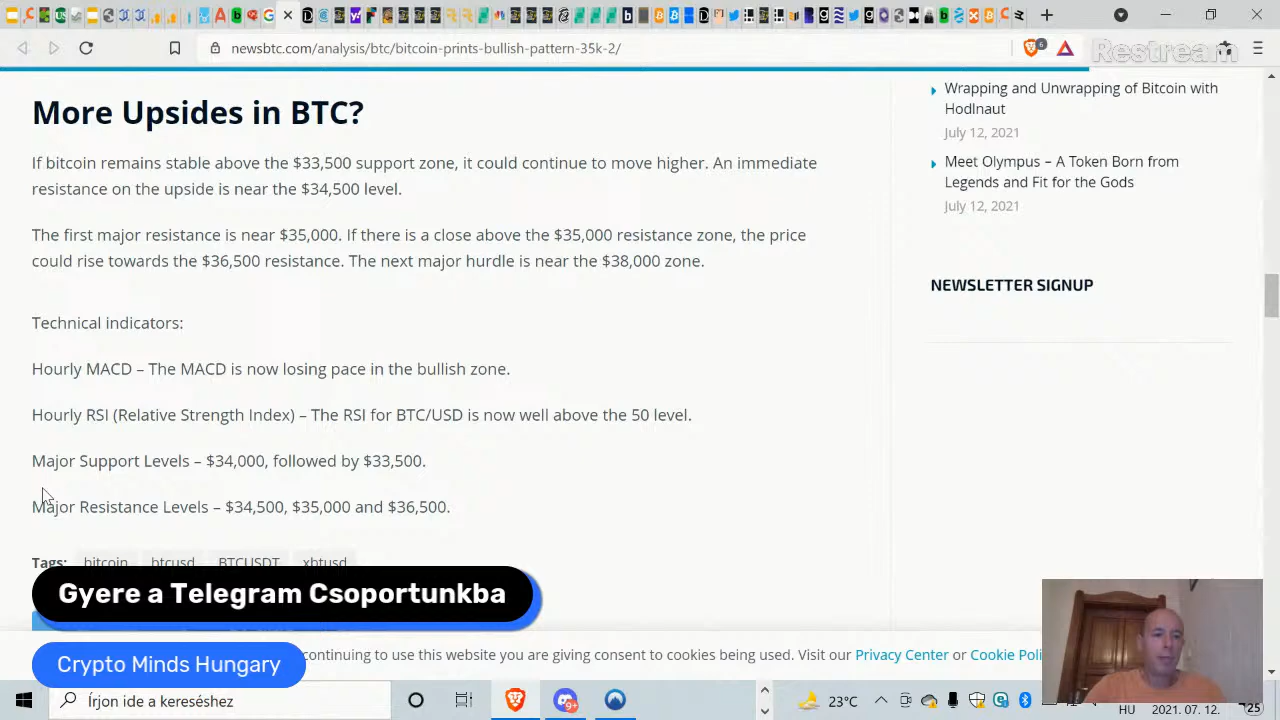 newsbtc.com/analysis/btc/bitcoin-prints-bullish-pattern-35k-2/
6
Restream
More Upsides in BTC?
If bitcoin remains stable above the $33,500 support zone, it could continue to move higher. An immediate
resistance on the upside is near the $34,500 level.
The first major resistance is near $35,000. If there is a close above the $35,000 resistance zone, the price
could rise towards the $36,500 resistance. The next major hurdle is near the $38,000 zone.
Technical indicators:
Hourly MACD – The MACD is now losing pace in the bullish zone.
Hourly RSI (Relative Strength Index) – The RSI for BTC/USD is now well above the 50 level.
Major Support Levels – $34,000, followed by $33,500.
Major Resistance Levels – $34,500, $35,000 and $36,500.
Tags: bitcoin btcusd BTCUSDT xbtusd
Wrapping and Unwrapping of Bitcoin with
Hodlnaut
July 12, 2021
Meet Olympus – A Token Born from
Legends and Fit for the Gods
July 12, 2021
NEWSLETTER SIGNUP
Gyere a Telegram Csoportunkba
Crypto Minds Hungary
continuing to use this website you are giving consent to cookies being used. Visit our Privacy Center or Cookie Poli
Írjon ide a kereséshez
9+
23°C
HU
2021. 07. 12.
25